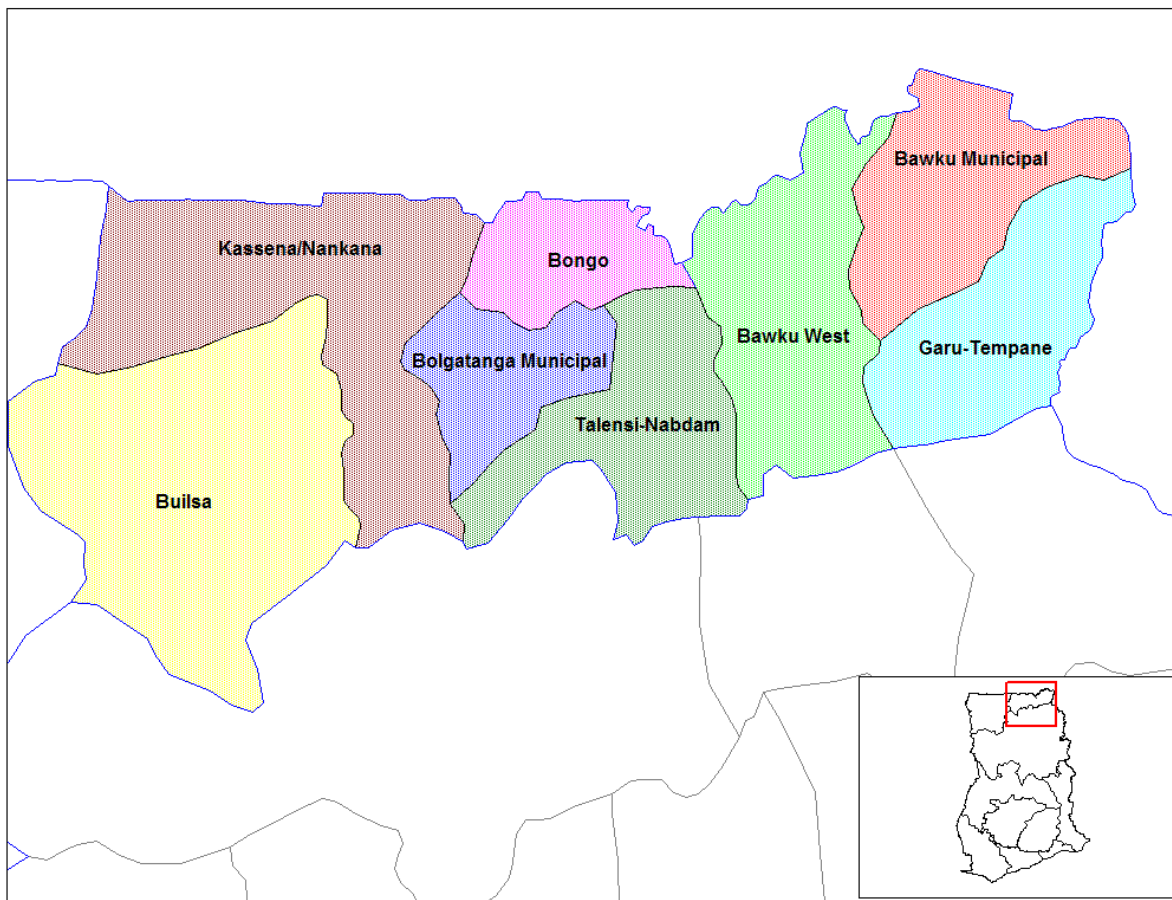 Bawku Municipal
Kassena/Nankana
Bongo
Bawku West
Garu-Tempane
Bolgatanga Municipal
Talensi-Nabdam
Builsa